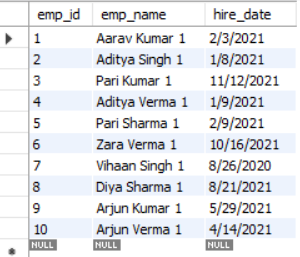 emp_id emp_name hire_date
1 Aarav Kumar 1 2/3/2021
2 Aditya Singh 1 1/8/2021
3 Pari Kumar 1 11/12/2021
4 Aditya Verma 1 1/9/2021
5 Pari Sharma 1 2/9/2021
6 Zara Verma 1 10/16/2021
7 Vihaan Singh 1 8/26/2020
8 Diya Sharma 1 8/21/2021
9 Arjun Kumar 1 5/29/2021
10 Arjun Verma 1 4/14/2021
NULL NULL NULL